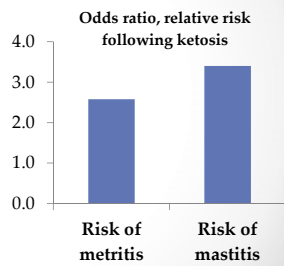 Odds ratio, relative risk
following ketosis
4.0
3.0
2.0
1.0
0.0
Risk of
metritis
Risk of
mastitis